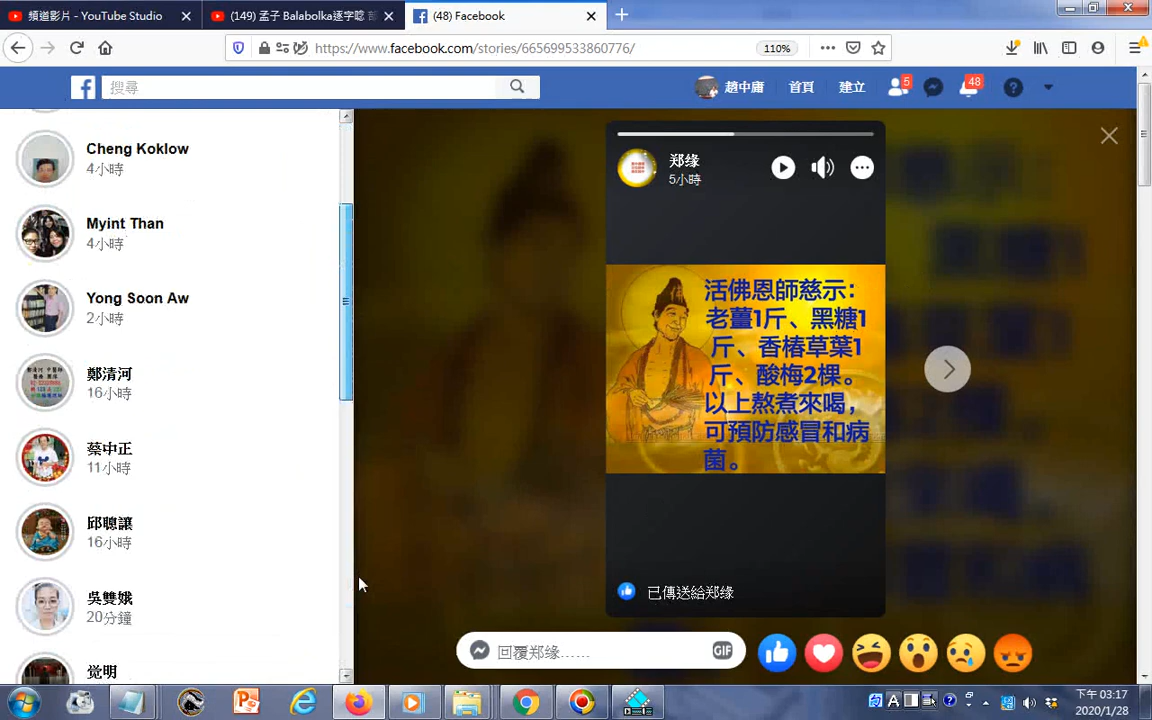 頻道影片 - YouTube Studio
(149) 孟子 Balabolka逐字唸
(48) Facebook
https://www.facebook.com/stories/665699533860776/
110%
搜尋
趙中庸
首頁
建立
5
48
Cheng Koklow
4小時
Myint Than
4小時
Yong Soon Aw
2小時
鄭清河
16小時
蔡中正
11小時
邱聰讓
16小時
吳雙娥
20分鐘
觉明
郑缘
5小時
活佛恩師慈示：
老薑1斤、黑糖1
斤、香椿草葉1
斤、酸梅2棵。
以上熬煮來喝，
可預防感冒和病
菌。
已傳送給郑缘
回覆郑缘......
GIF
下午 03:17
2020/1/28